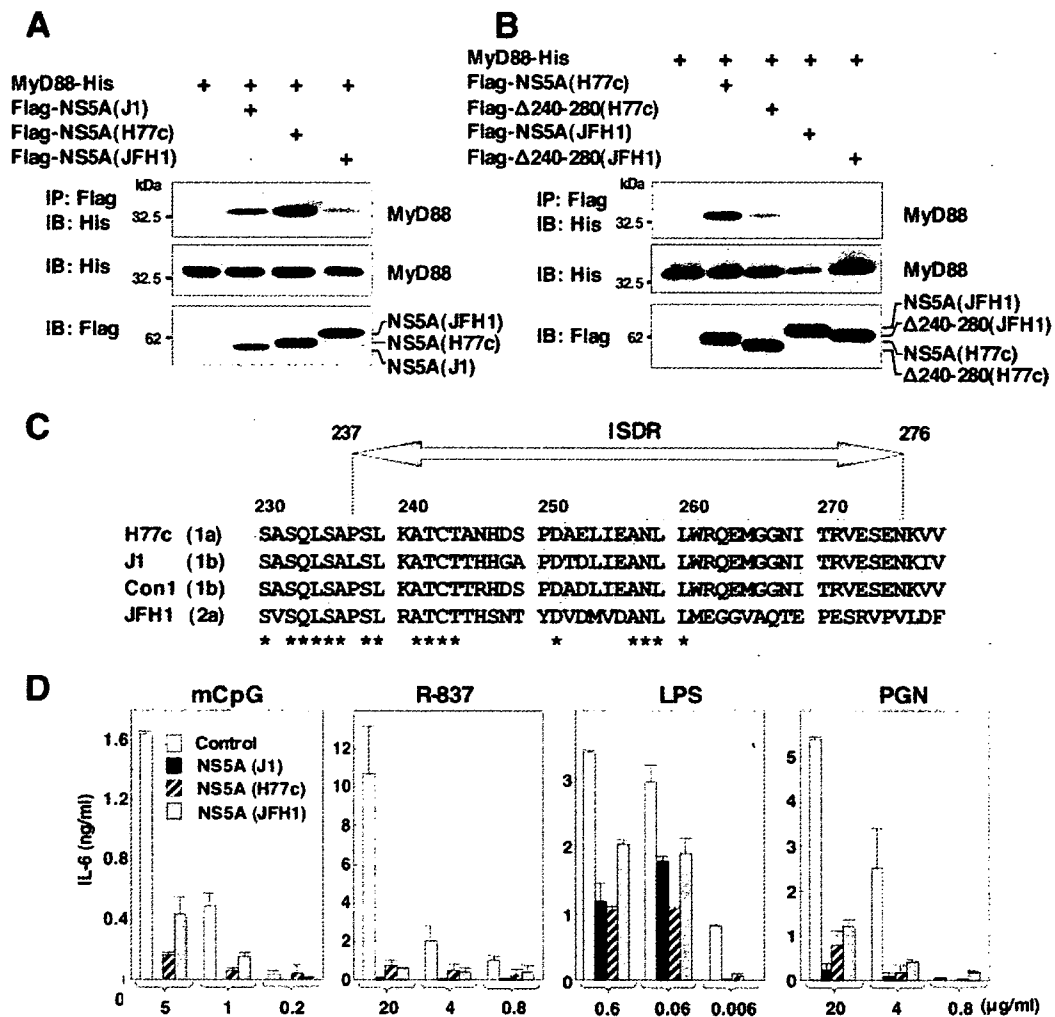 A
MyD88-His + + + +
Flag-NS5A(J1) +
Flag-NS5A(H77c) +
Flag-NS5A(JFH1) +
kDa
IP: Flag
IB: His
32.5
MyD88
IB: His
32.5
MyD88
IB: Flag
62
NS5A(JFH1)
NS5A(H77c)
NS5A(J1)
B
MyD88-His + + + + +
Flag-NS5A(H77c) +
Flag-Δ240-280(H77c) +
Flag-NS5A(JFH1) +
Flag-Δ240-280(JFH1) +
kDa
IP: Flag
IB: His
32.5
MyD88
IB: His
32.5
MyD88
IB: Flag
62
NS5A(JFH1)
Δ240-280(JFH1)
NS5A(H77c)
Δ240-280(H77c)
C
237 ISDR 276
230 240 250 260 270
H77c (1a) SASQLSAPSL KATCTANHDS PDAELIEANL LWRQEMGGNI TRVESENKVV
J1 (1b) SASQLSALSL KATCTTHHGA PDTDLIEANL LWRQEMGGNI TRVESENKIV
Con1 (1b) SASQLSAPSL KATCTTRHDS PDADLIEANL LWRQEMGGNI TRVESENKVV
JFH1 (2a) SVSQLSAPSL RATCTTHSNT YDVDMVDANL LMEGGVAQTE PESRVPVLDF
* ***** ** **** * *** *
D
mCpG
R-837
LPS
PGN
Control
NS5A (J1)
NS5A (H77c)
NS5A (JFH1)
IL-6 (ng/ml)
1.6
1.2
0.8
0.4
0
5 1 0.2
12
10
8
6
4
2
0
20 4 0.8
3
2
1
0
0.6 0.06 0.006
5
4
3
2
1
0
20 4 0.8 (μg/ml)